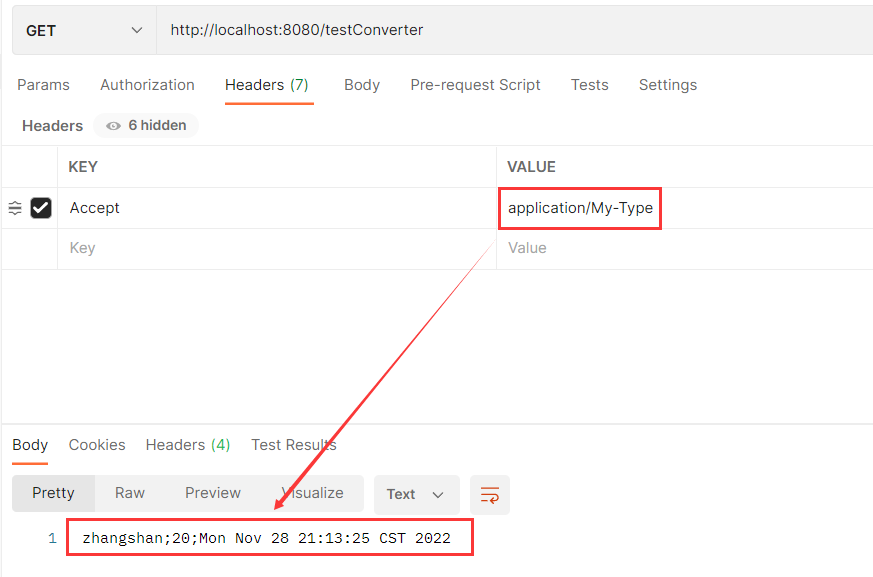 GET http://localhost:8080/testConverter
Params Authorization Headers (7) Body Pre-request Script Tests Settings
Headers 6 hidden
KEY VALUE
Accept application/My-Type
Key Value
Body Cookies Headers (4) Test Results
Pretty Raw Preview Visualize Text
1 zhangshan;20;Mon Nov 28 21:13:25 CST 2022